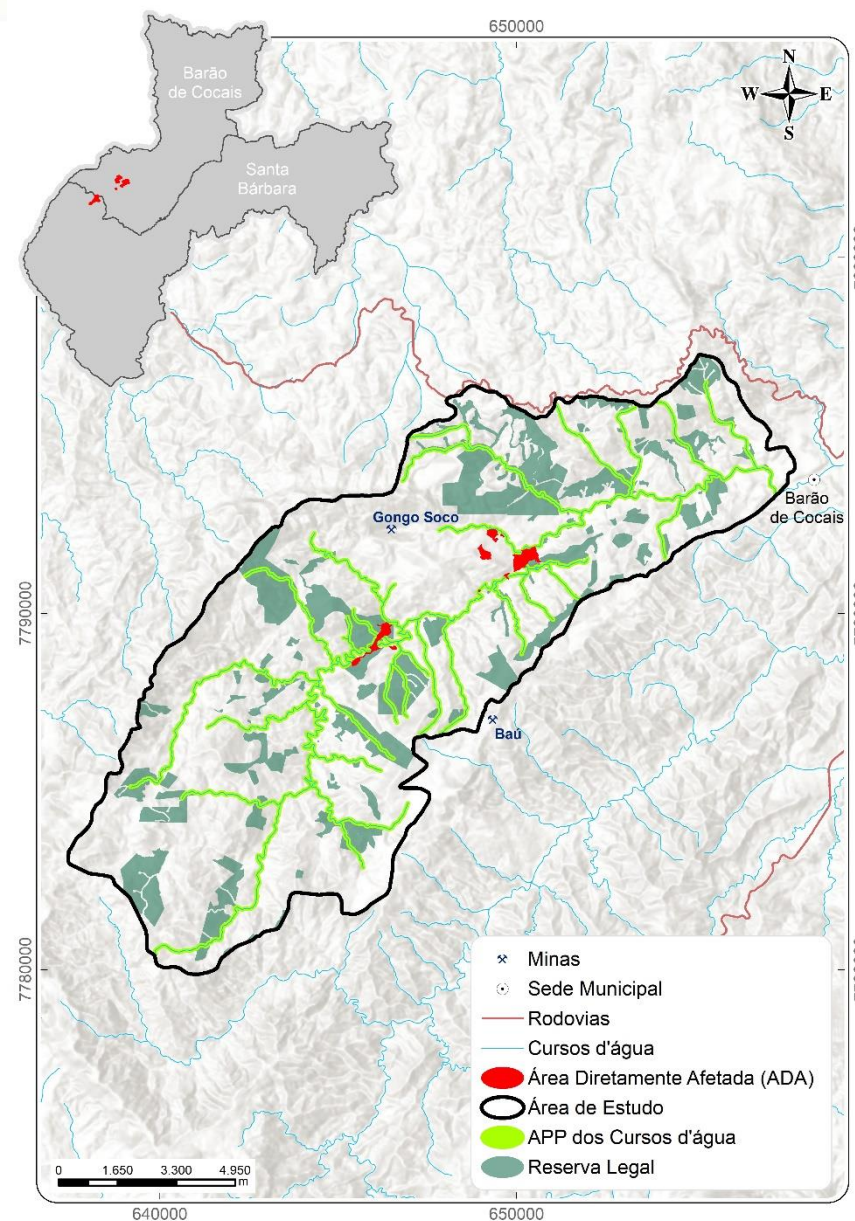 650000
Barão
de Cocais
Santa
Bárbara
N
W
E
S
Gongo Soco
Barão
de Cocais
7790000
Baú
7780000
Minas
Sede Municipal
Rodovias
Cursos d'água
Área Diretamente Afetada (ADA)
Área de Estudo
APP dos Cursos d'água
Reserva Legal
0 1.650 3.300 4.950
m
640000
650000